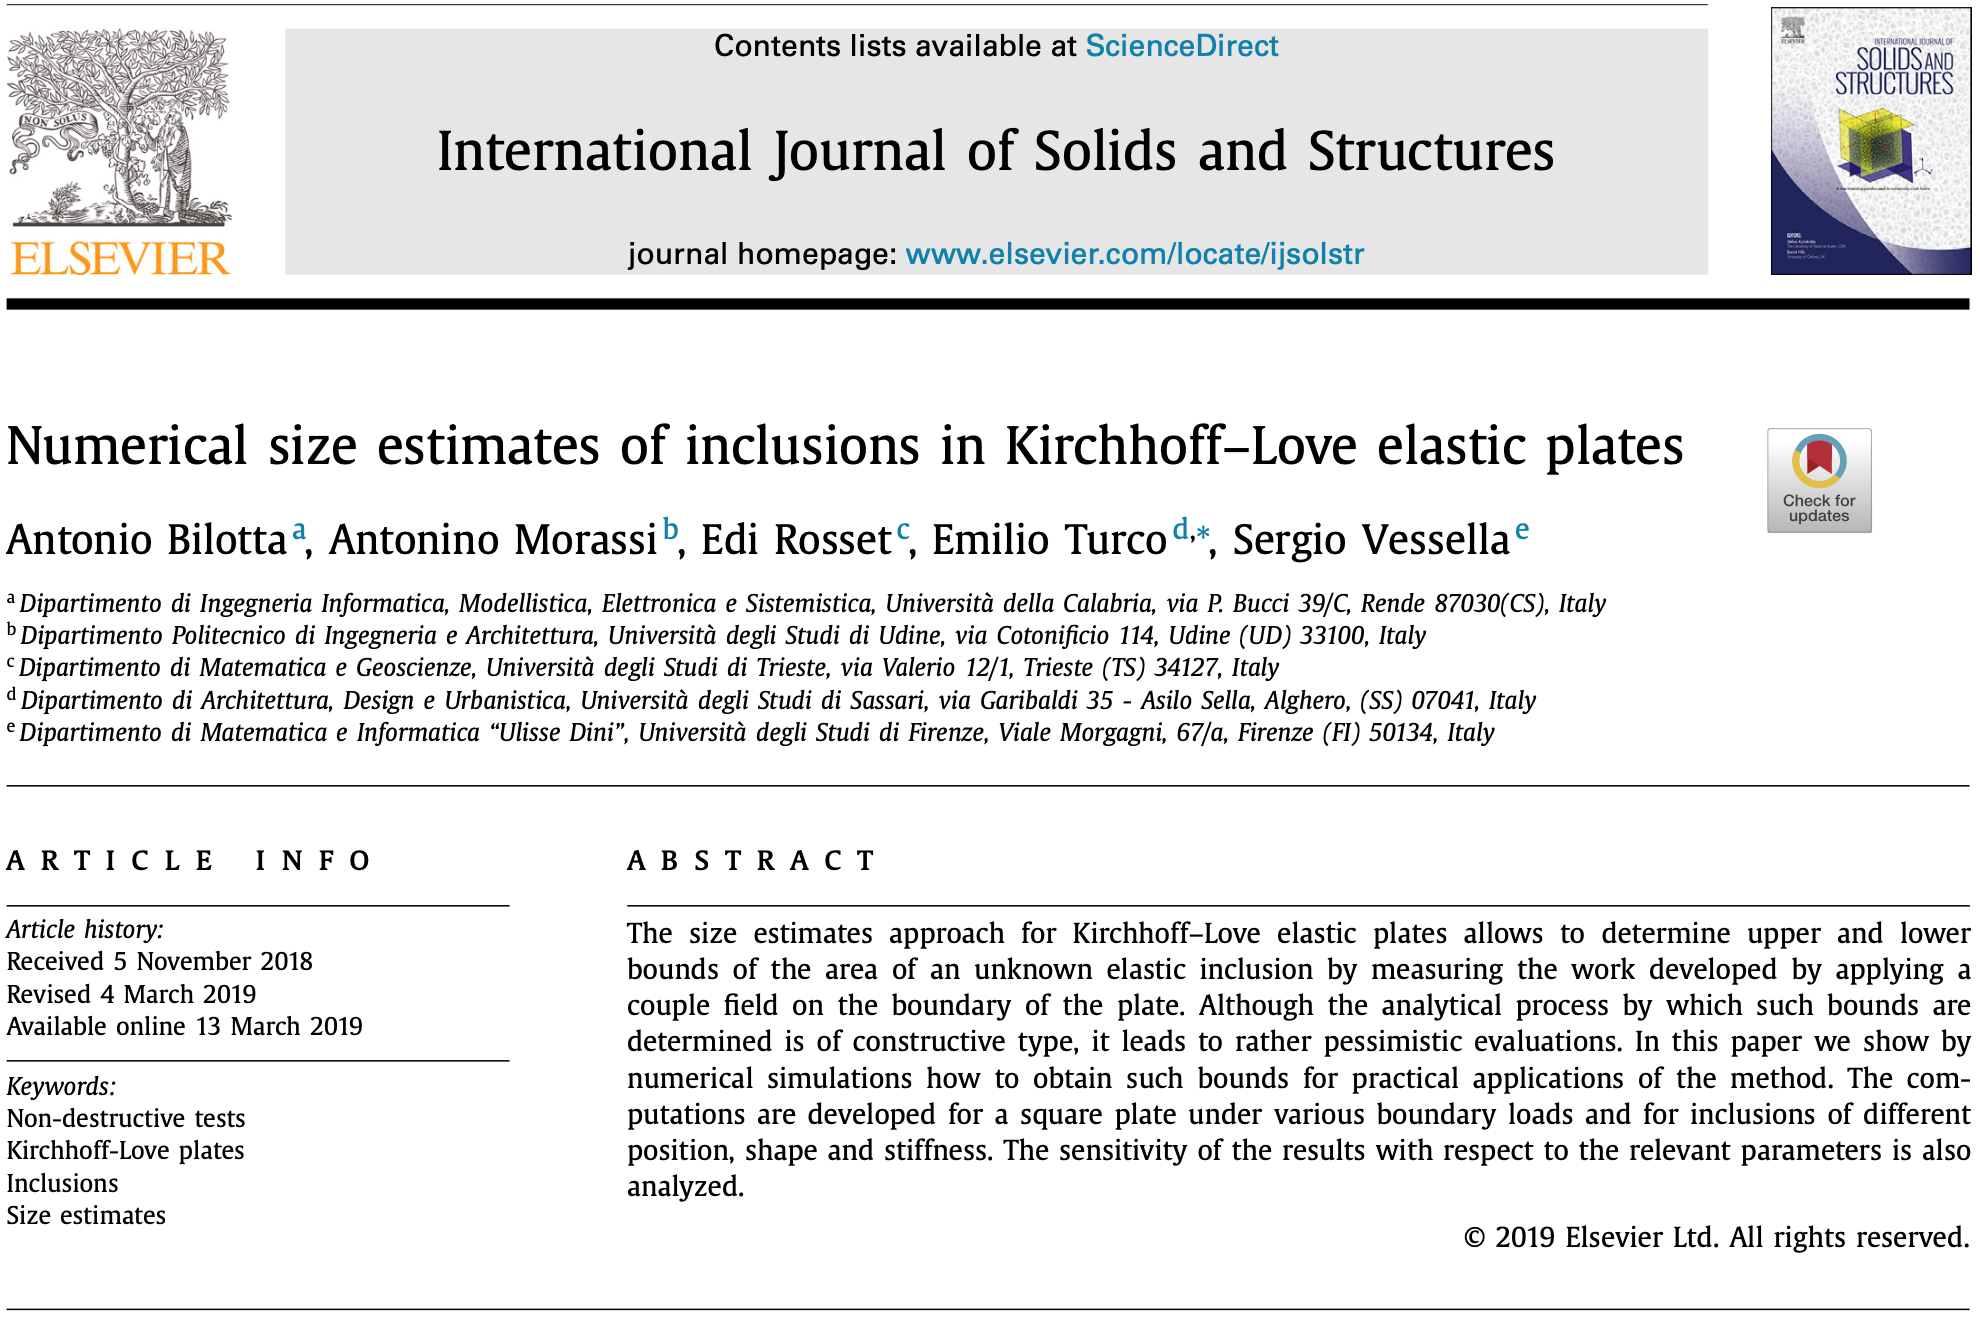 Contents lists available at ScienceDirect
International Journal of Solids and Structures
journal homepage: www.elsevier.com/locate/ijsolstr
NON SOLUS
ELSEVIER
ELSEVIER
INTERNATIONAL JOURNAL OF
SOLIDS AND
STRUCTURES
Numerical size estimates of inclusions in Kirchhoff–Love elastic plates
Check for
updates
Antonio Bilotta a, Antonino Morassi b, Edi Rosset c, Emilio Turco d,*, Sergio Vessella e
a Dipartimento di Ingegneria Informatica, Modellistica, Elettronica e Sistemistica, Università della Calabria, via P. Bucci 39/C, Rende 87030(CS), Italy
b Dipartimento Politecnico di Ingegneria e Architettura, Università degli Studi di Udine, via Cotonificio 114, Udine (UD) 33100, Italy
c Dipartimento di Matematica e Geoscienze, Università degli Studi di Trieste, via Valerio 12/1, Trieste (TS) 34127, Italy
d Dipartimento di Architettura, Design e Urbanistica, Università degli Studi di Sassari, via Garibaldi 35 - Asilo Sella, Alghero, (SS) 07041, Italy
e Dipartimento di Matematica e Informatica “Ulisse Dini”, Università degli Studi di Firenze, Viale Morgagni, 67/a, Firenze (FI) 50134, Italy
ARTICLE INFO
Article history:
Received 5 November 2018
Revised 4 March 2019
Available online 13 March 2019
Keywords:
Non-destructive tests
Kirchhoff-Love plates
Inclusions
Size estimates
ABSTRACT
The size estimates approach for Kirchhoff–Love elastic plates allows to determine upper and lower
bounds of the area of an unknown elastic inclusion by measuring the work developed by applying a
couple field on the boundary of the plate. Although the analytical process by which such bounds are
determined is of constructive type, it leads to rather pessimistic evaluations. In this paper we show by
numerical simulations how to obtain such bounds for practical applications of the method. The com-
putations are developed for a square plate under various boundary loads and for inclusions of different
position, shape and stiffness. The sensitivity of the results with respect to the relevant parameters is also
analyzed.
© 2019 Elsevier Ltd. All rights reserved.